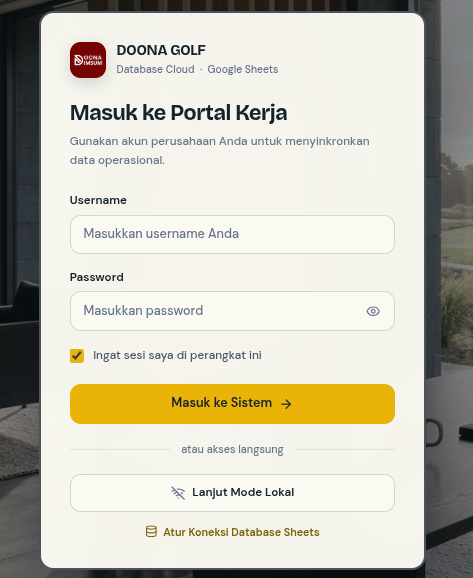 DOONA
IMSUM
DOONA GOLF
Database Cloud · Google Sheets
Masuk ke Portal Kerja
Gunakan akun perusahaan Anda untuk menyinkronkan
data operasional.
Username
Masukkan username Anda
Password
Masukkan password
Ingat sesi saya di perangkat ini
Masuk ke Sistem →
atau akses langsung
Lanjut Mode Lokal
Atur Koneksi Database Sheets